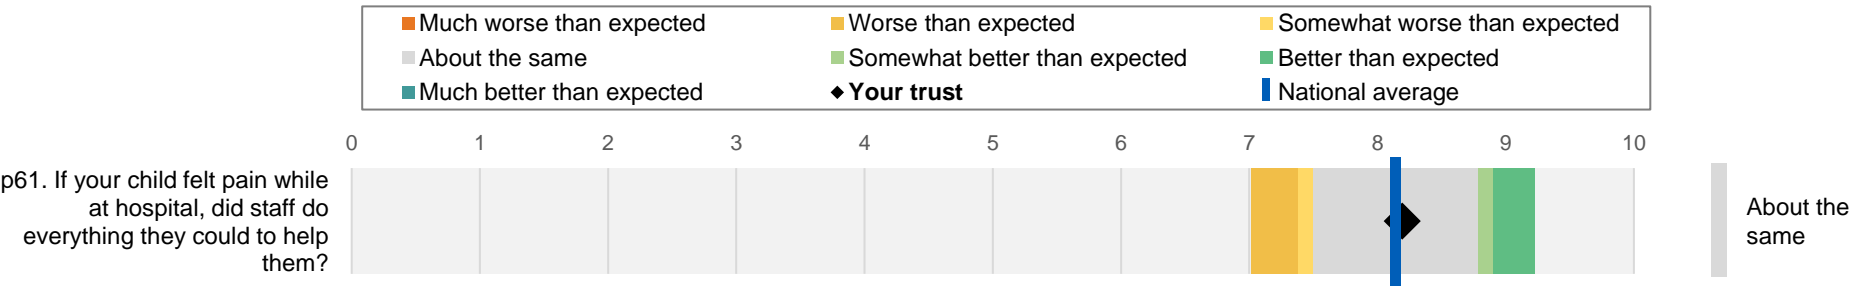 Much worse than expected Worse than expected Somewhat worse than expected
About the same Somewhat better than expected Better than expected
Much better than expected Your trust National average
0 1 2 3 4 5 6 7 8 9 10
p61. If your child felt pain while
at hospital, did staff do
everything they could to help
them?
About the
same